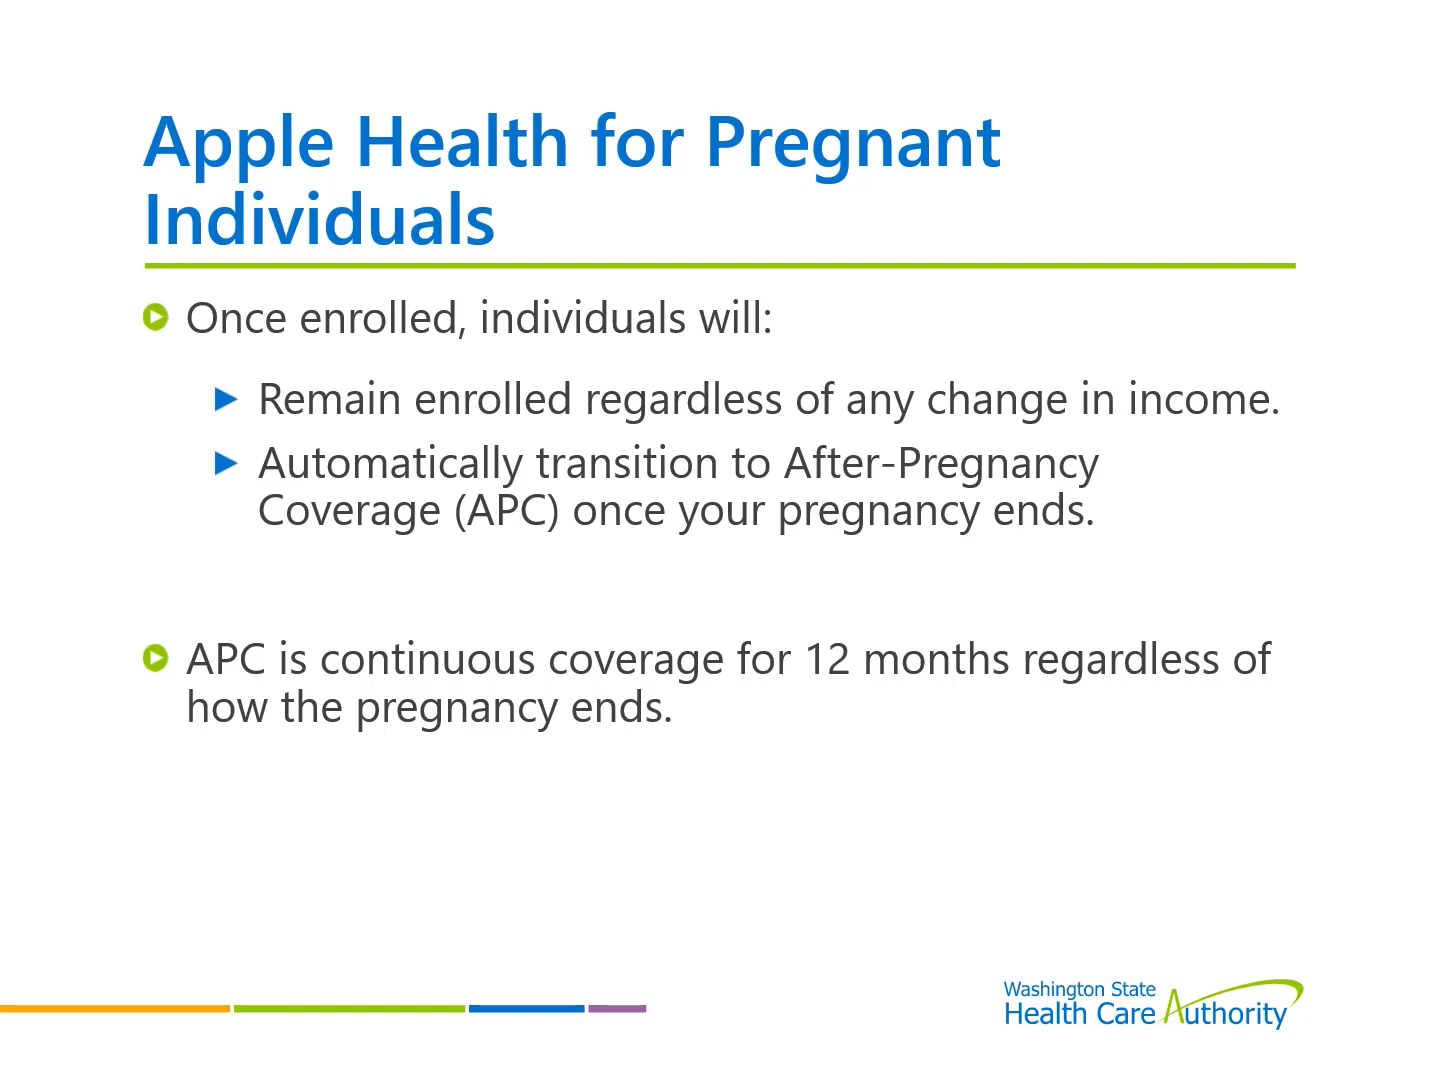 Apple Health for Pregnant
Individuals
Once enrolled, individuals will:
Remain enrolled regardless of any change in income.
Automatically transition to After-Pregnancy
Coverage (APC) once your pregnancy ends.
APC is continuous coverage for 12 months regardless of
how the pregnancy ends.
Washington State
Health Care Authority